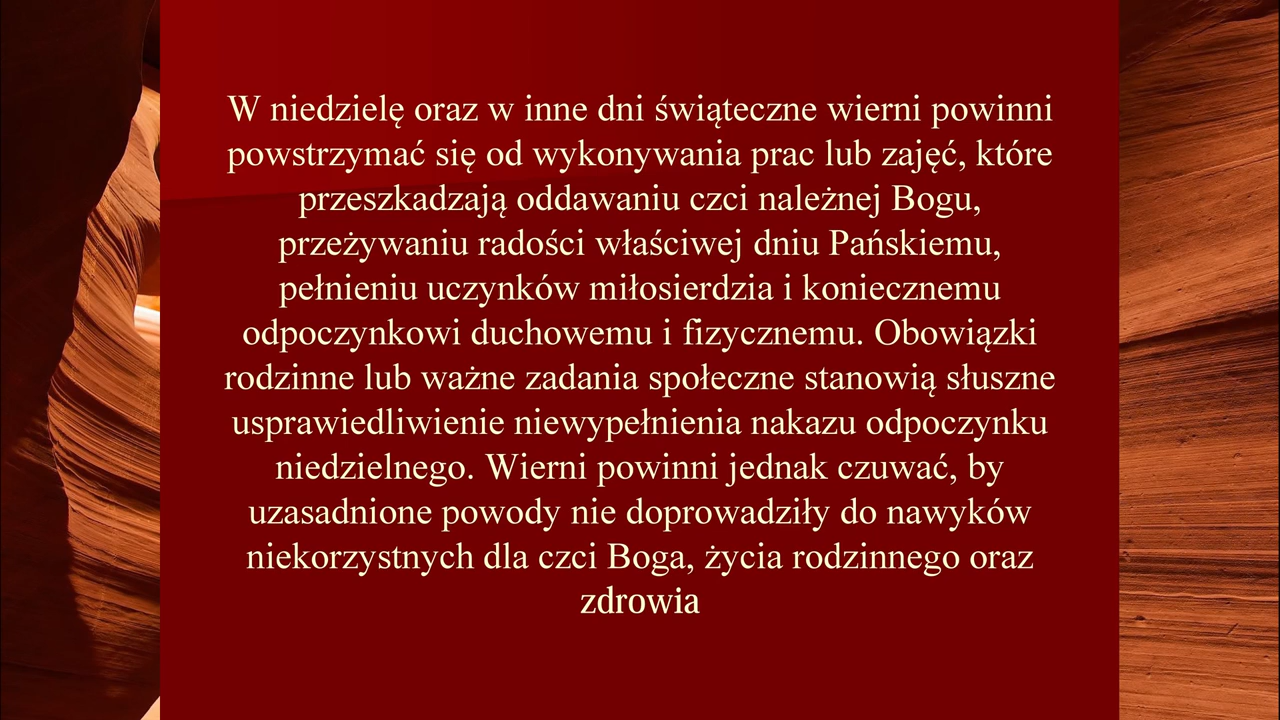 W niedzielę oraz w inne dni świąteczne wierni powinni
powstrzymać się od wykonywania prac lub zajęć, które
przeszkadzają oddawaniu czci należnej Bogu,
przeżywaniu radości właściwej dniu Pańskiemu,
pełnieniu uczynków miłosierdzia i koniecznemu
odpoczynkowi duchowemu i fizycznemu. Obowiązki
rodzinne lub ważne zadania społeczne stanowią słuszne
usprawiedliwienie niewypełnienia nakazu odpoczynku
niedzielnego. Wierni powinni jednak czuwać, by
uzasadnione powody nie doprowadziły do nawyków
niekorzystnych dla czci Boga, życia rodzinnego oraz
zdrowia